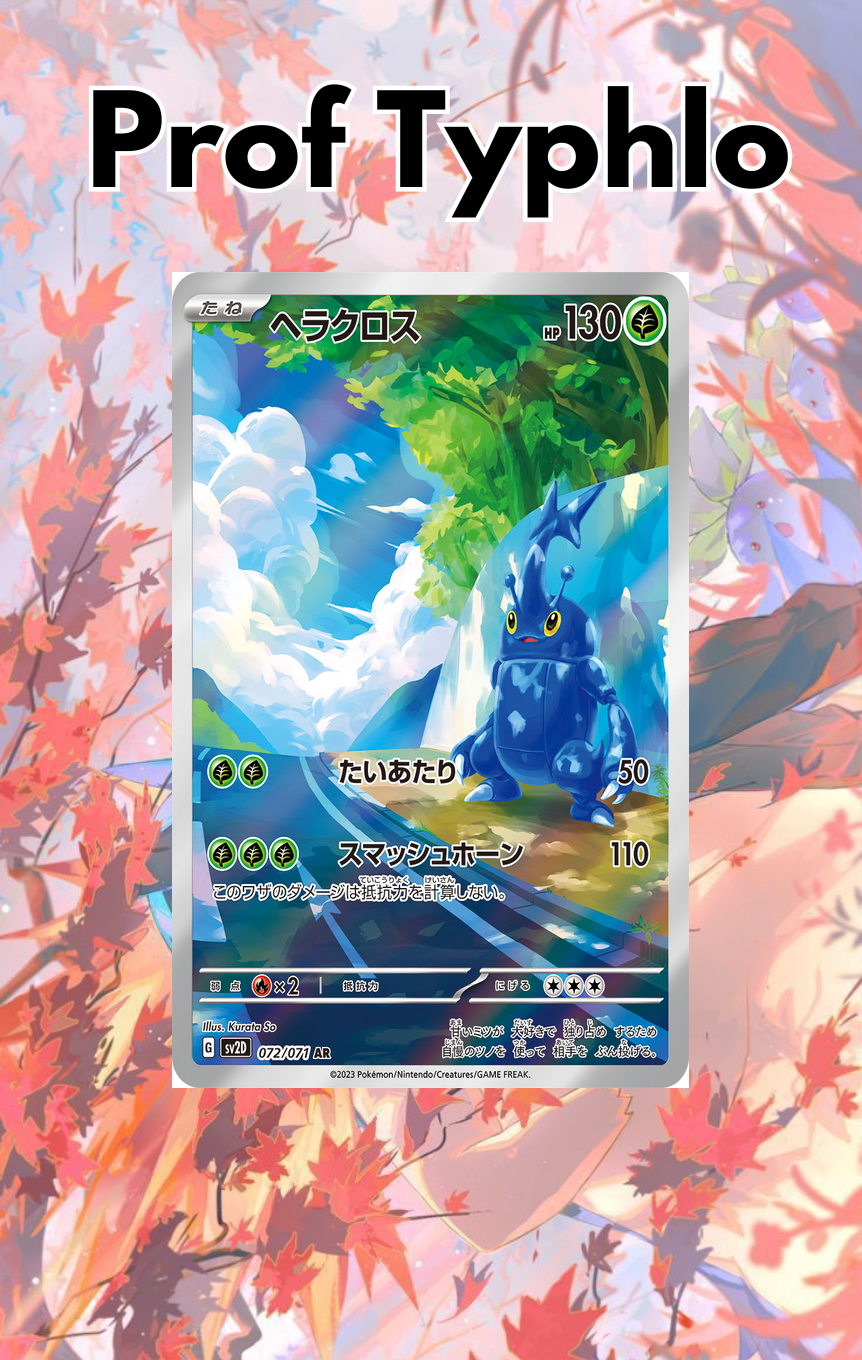 Prof Typhlo
たね
ヘラクロス
HP 130
たいあたり 50
スマッシュホーン 110
このワザのダメージは抵抗力を計算しない。
弱点 ×2 抵抗力 にげる
Illus. Kurata So
甘いミツが 大好きで 独り占め するため
自慢のツノを 使って 相手を ぶん投げる。
G sv2D 072/071 AR
©2023 Pokémon/Nintendo/Creatures/GAME FREAK.